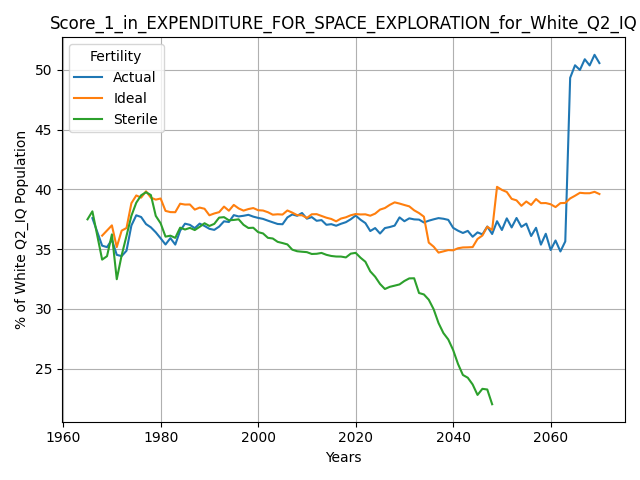 Score_1_in_EXPENDITURE_FOR_SPACE_EXPLORATION_for_White_Q2_IQ
Fertility
Actual
Ideal
Sterile
% of White Q2_IQ Population
50
45
40
35
30
25
1960
1980
2000
2020
2040
2060
Years